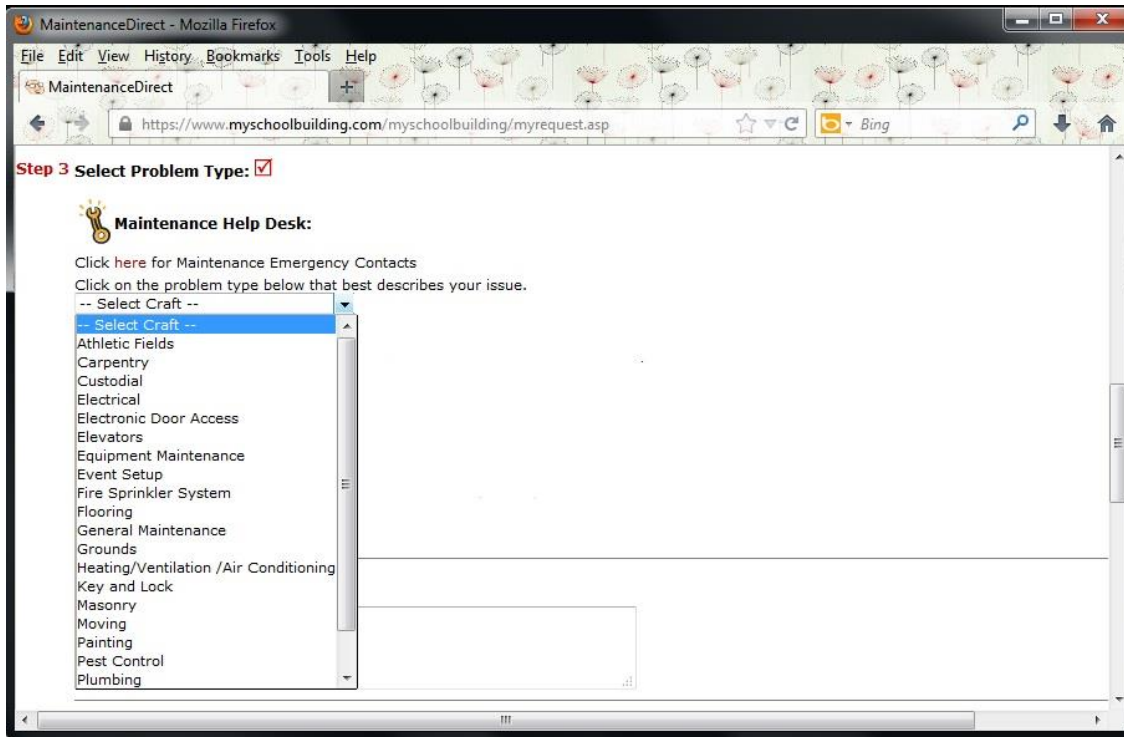 MaintenanceDirect - Mozilla Firefox
File Edit View History Bookmarks Tools Help
MaintenanceDirect
https://www.myschoolbuilding.com/myschoolbuilding/myrequest.asp
Bing
Step 3 Select Problem Type:
Maintenance Help Desk:
Click here for Maintenance Emergency Contacts
Click on the problem type below that best describes your issue.
-- Select Craft --
-- Select Craft --
Athletic Fields
Carpentry
Custodial
Electrical
Electronic Door Access
Elevators
Equipment Maintenance
Event Setup
Fire Sprinkler System
Flooring
General Maintenance
Grounds
Heating/Ventilation /Air Conditioning
Key and Lock
Masonry
Moving
Painting
Pest Control
Plumbing